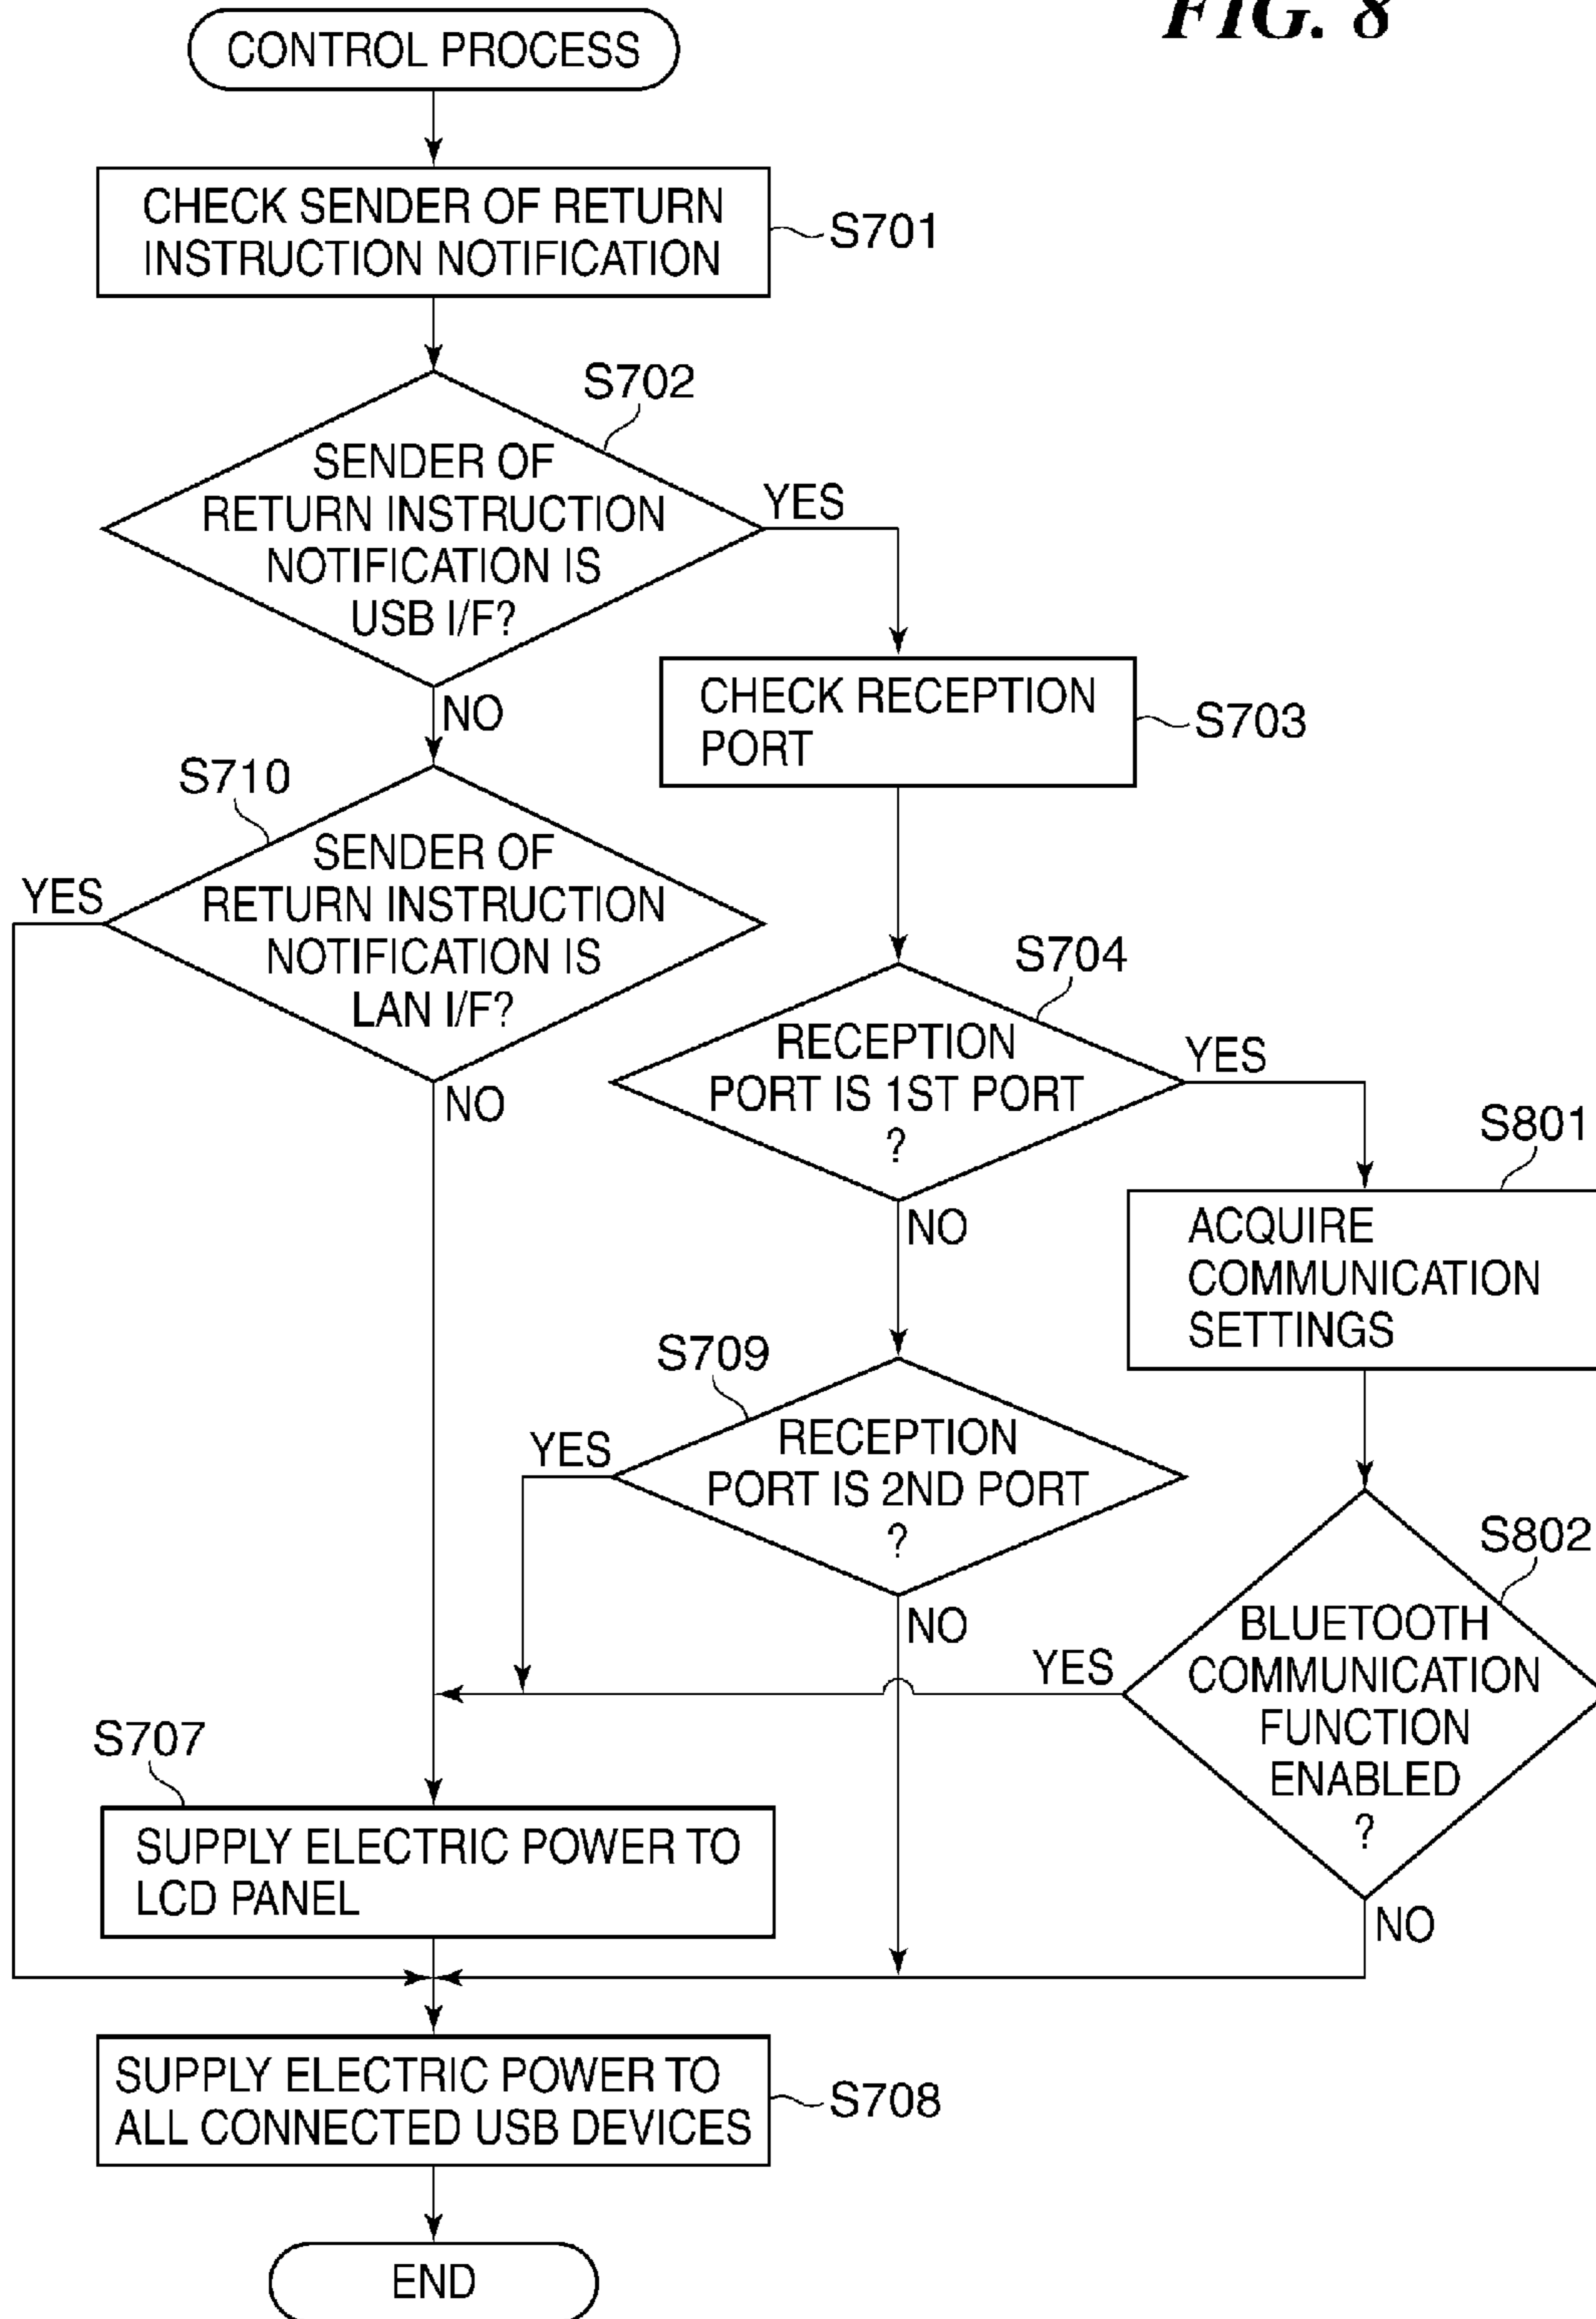 FIG. 8
CONTROL PROCESS
CHECK SENDER OF RETURN
INSTRUCTION NOTIFICATION
S701
S702
SENDER OF
RETURN INSTRUCTION
NOTIFICATION IS
USB I/F?
YES
NO
CHECK RECEPTION
PORT
S703
S710
SENDER OF
RETURN INSTRUCTION
NOTIFICATION IS
LAN I/F?
YES
NO
S704
RECEPTION
PORT IS 1ST PORT
?
YES
NO
S801
ACQUIRE
COMMUNICATION
SETTINGS
S709
RECEPTION
PORT IS 2ND PORT
?
YES
NO
S802
BLUETOOTH
COMMUNICATION
FUNCTION
ENABLED
?
YES
NO
S707
SUPPLY ELECTRIC POWER TO
LCD PANEL
SUPPLY ELECTRIC POWER TO
ALL CONNECTED USB DEVICES
S708
END